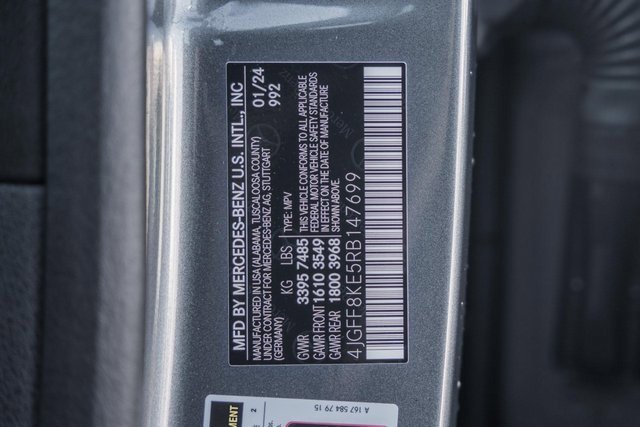 MFD BY MERCEDES-BENZ U.S. INTL., INC
MANUFACTURED IN USA (ALABAMA, TUSCALOOSA COUNTY)
UNDER CONTRACT FOR MERCEDES-BENZ AG, STUTTGART
(GERMANY)
01/24
992
KG LBS TYPE: MPV
GVWR 3395 7485
GAWR FRONT 1610 3549
GAWR REAR 1800 3968
THIS VEHICLE CONFORMS TO ALL APPLICABLE
FEDERAL MOTOR VEHICLE SAFETY STANDARDS
IN EFFECT ON THE DATE OF MANUFACTURE
SHOWN ABOVE.
4JGFF8KE5RB147699
2
A 167 584 79 15